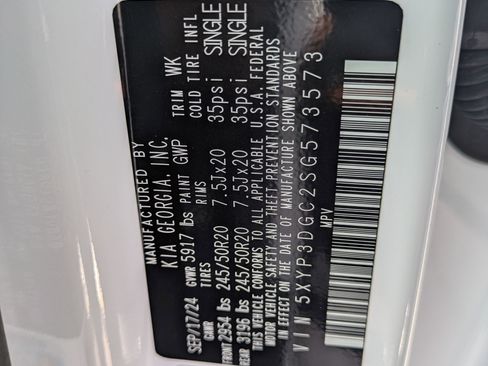 MANUFACTURED BY
KIA GEORGIA, INC.
SEP/17/24 GVWR 5917 lbs PAINT GWP TRIM WK
GAWR TIRES RIMS COLD TIRE INFL
FRONT 2954 lbs 245/50R20 7.5Jx20 35psi SINGLE
REAR 3196 lbs 245/50R20 7.5Jx20 35psi SINGLE
THIS VEHICLE CONFORMS TO ALL APPLICABLE U.S.A. FEDERAL
MOTOR VEHICLE SAFETY AND THEFT PREVENTION STANDARDS
IN EFFECT ON THE DATE OF MANUFACTURE SHOWN ABOVE
VIN 5XYP3DGC2SG573573
MPV